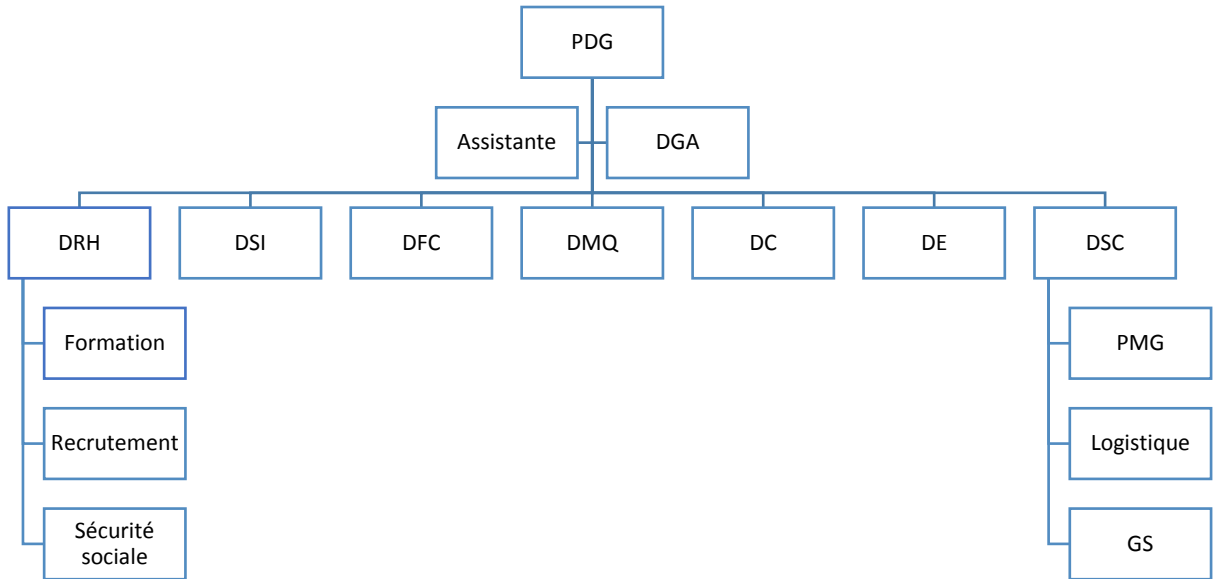 PDG
Assistante
DGA
DRH
DSI
DFC
DMQ
DC
DE
DSC
Formation
PMG
Recrutement
Logistique
Sécurité
sociale
GS